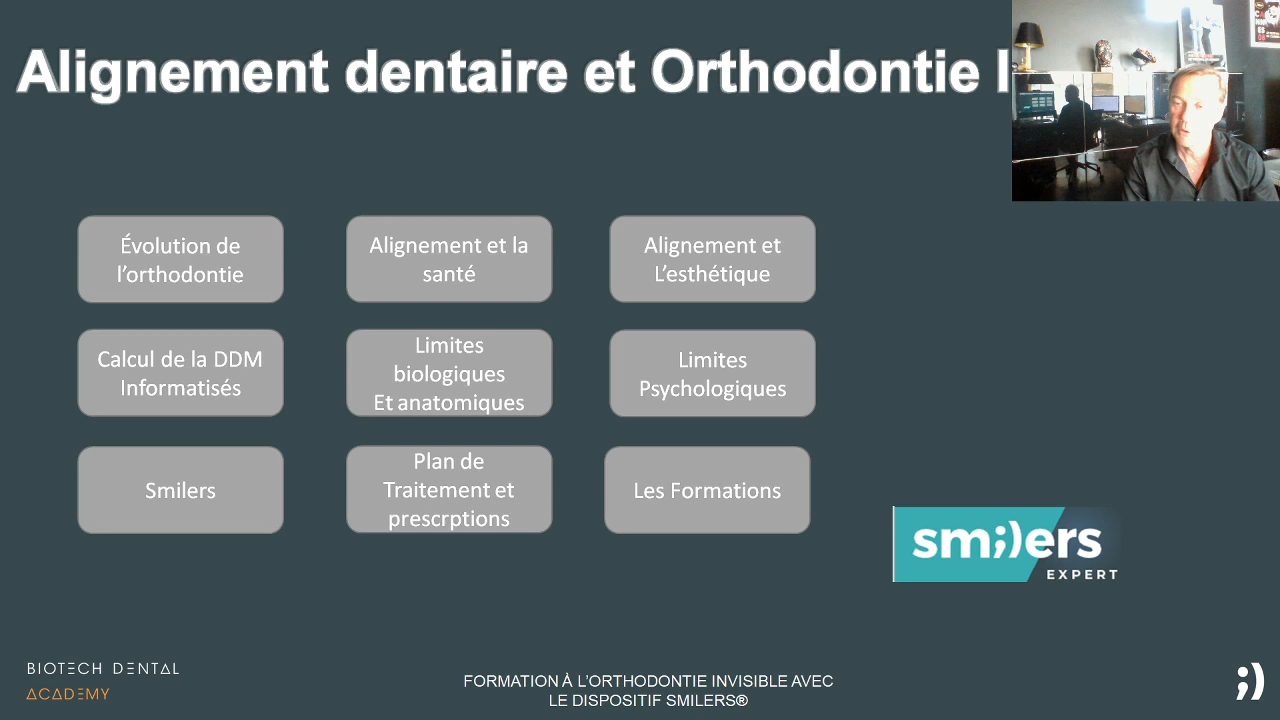 Alignement dentaire et Orthodontie
Évolution de
l'orthodontie
Alignement et la
santé
Alignement et
L'esthétique
Calcul de la DDM
Informatisés
Limites
biologiques
Et anatomiques
Limites
Psychologiques
Smilers
Plan de
Traitement et
prescrptions
Les Formations
sm;)ers
EXPERT
BIOTECH DENTAL
ACADEMY
FORMATION À L'ORTHODONTIE INVISIBLE AVEC
LE DISPOSITIF SMILERS®
;)